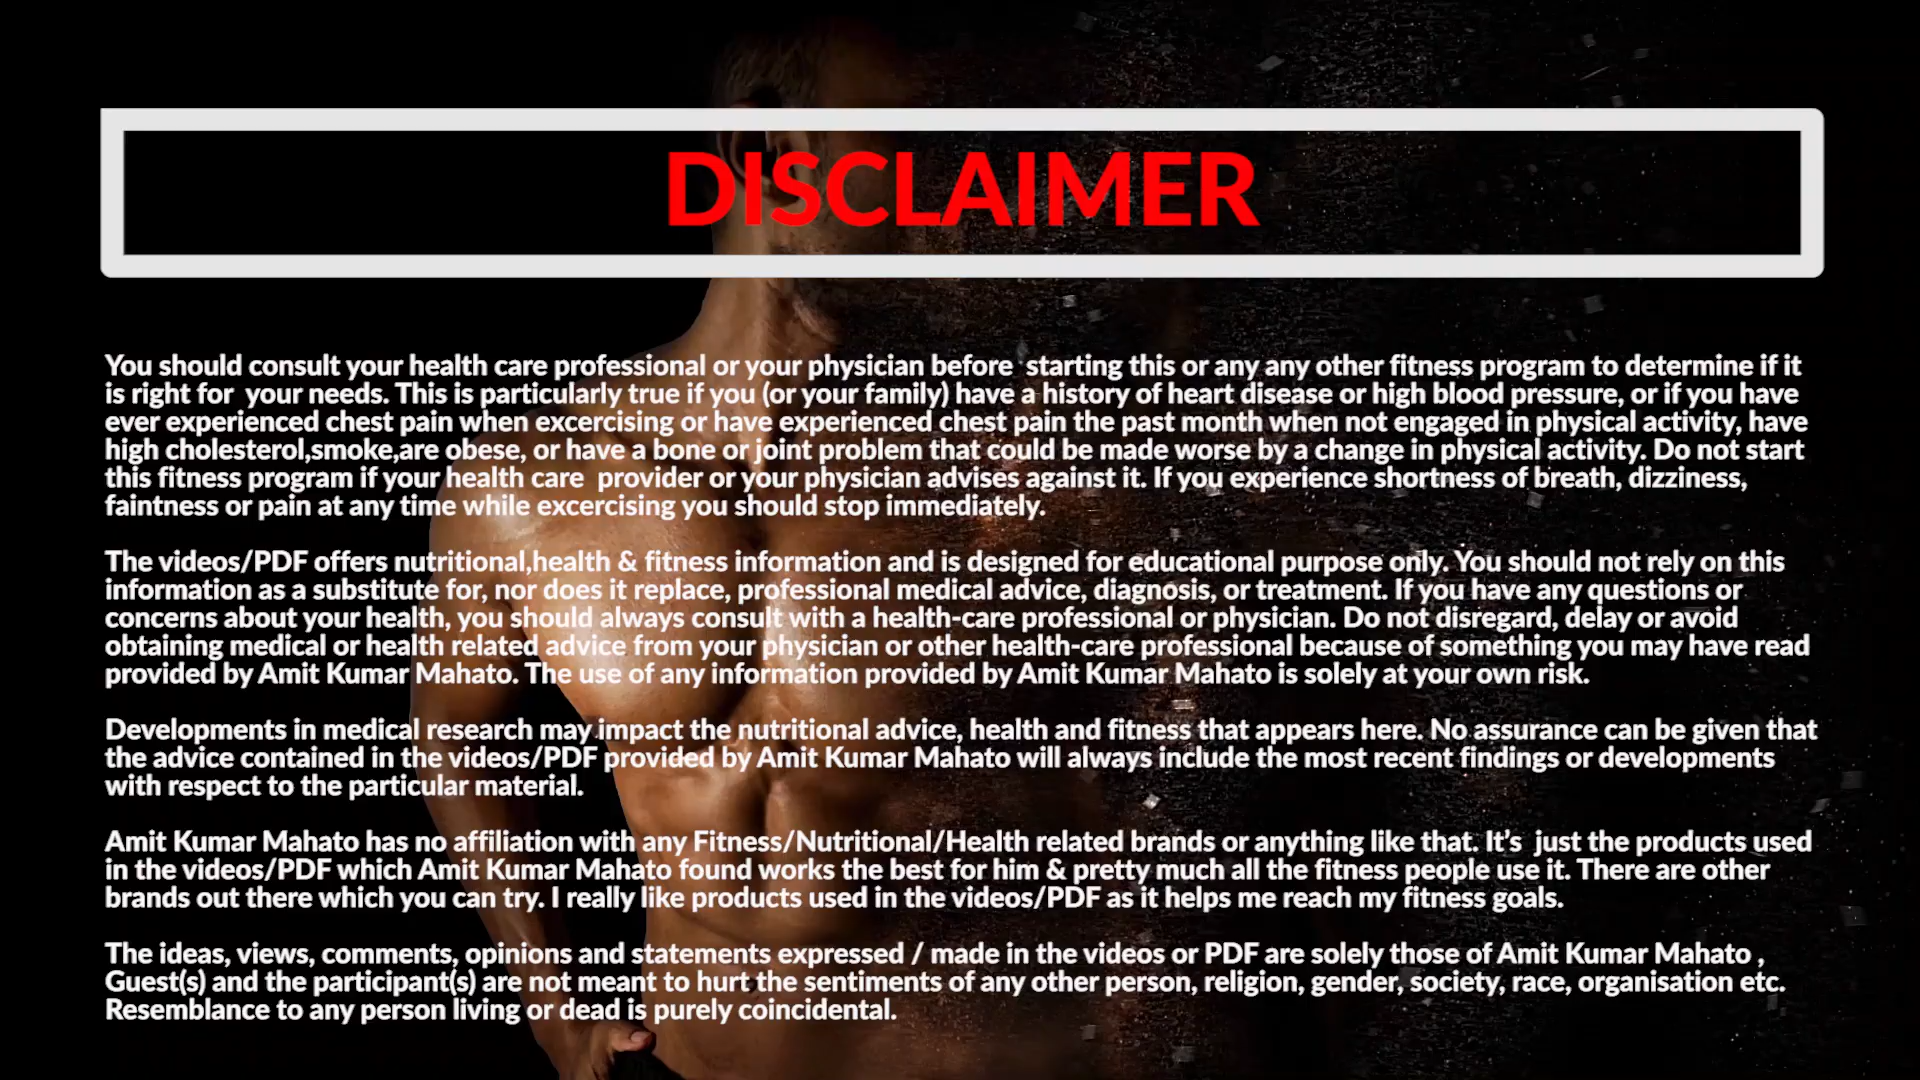 DISCLAIMER
You should consult your health care professional or your physician before starting this or any any other fitness program to determine if it
is right for your needs. This is particularly true if you (or your family) have a history of heart disease or high blood pressure, or if you have
ever experienced chest pain when excercising or have experienced chest pain the past month when not engaged in physical activity, have
high cholesterol,smoke,are obese, or have a bone or joint problem that could be made worse by a change in physical activity. Do not start
this fitness program if your health care provider or your physician advises against it. If you experience shortness of breath, dizziness,
faintness or pain at any time while excercising you should stop immediately.
The videos/PDF offers nutritional,health & fitness information and is designed for educational purpose only. You should not rely on this
information as a substitute for, nor does it replace, professional medical advice, diagnosis, or treatment. If you have any questions or
concerns about your health, you should always consult with a health-care professional or physician. Do not disregard, delay or avoid
obtaining medical or health related advice from your physician or other health-care professional because of something you may have read
provided by Amit Kumar Mahato. The use of any information provided by Amit Kumar Mahato is solely at your own risk.
Developments in medical research may impact the nutritional advice, health and fitness that appears here. No assurance can be given that
the advice contained in the videos/PDF provided by Amit Kumar Mahato will always include the most recent findings or developments
with respect to the particular material.
Amit Kumar Mahato has no affiliation with any Fitness/Nutritional/Health related brands or anything like that. It’s just the products used
in the videos/PDF which Amit Kumar Mahato found works the best for him & pretty much all the fitness people use it. There are other
brands out there which you can try. I really like products used in the videos/PDF as it helps me reach my fitness goals.
The ideas, views, comments, opinions and statements expressed / made in the videos or PDF are solely those of Amit Kumar Mahato ,
Guest(s) and the participant(s) are not meant to hurt the sentiments of any other person, religion, gender, society, race, organisation etc.
Resemblance to any person living or dead is purely coincidental.